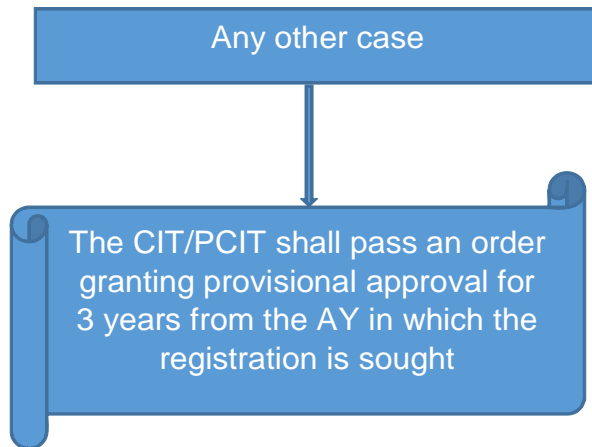 Any other case
The CIT/PCIT shall pass an order
granting provisional approval for
3 years from the AY in which the
registration is sought